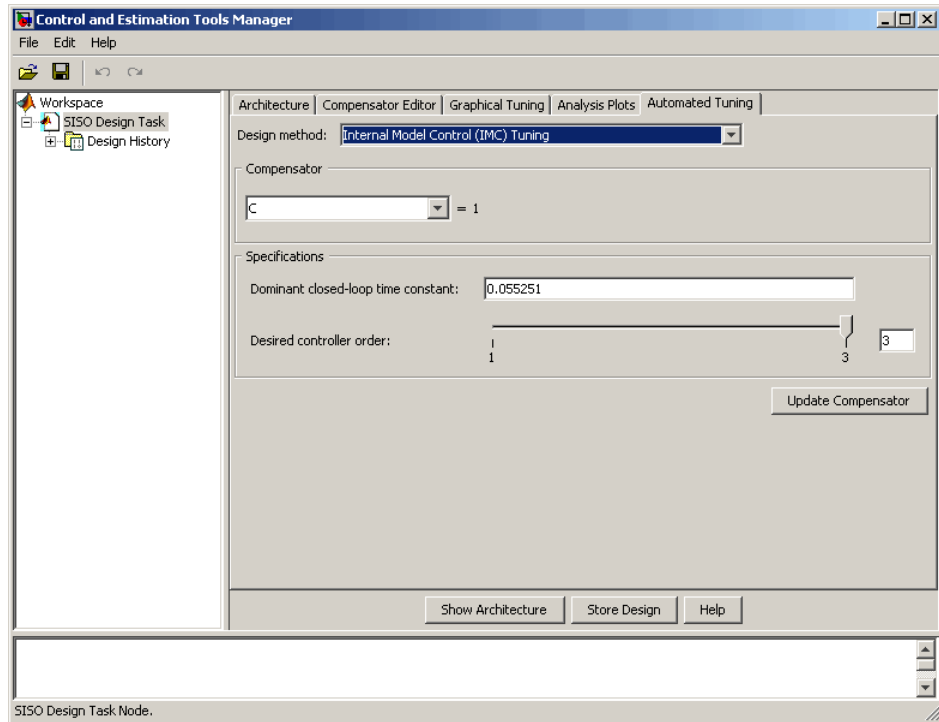 Control and Estimation Tools Manager
File Edit Help
Workspace
SISO Design Task
Design History
Architecture Compensator Editor Graphical Tuning Analysis Plots Automated Tuning
Design method: Internal Model Control (IMC) Tuning
Compensator
C = 1
Specifications
Dominant closed-loop time constant: 0.055251
Desired controller order: 3
1 3
Update Compensator
Show Architecture Store Design Help
SISO Design Task Node.